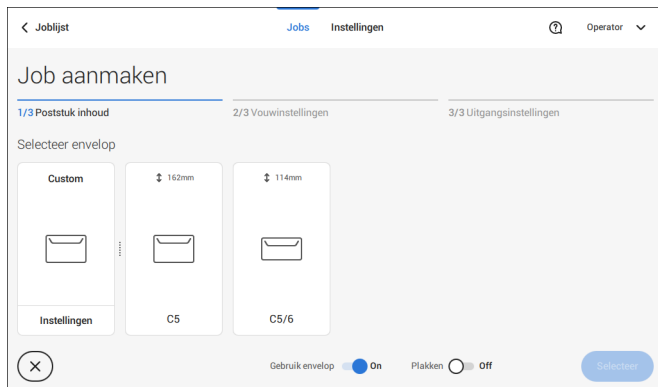 Joblijst
Jobs Instellingen
Operator
Job aanmaken
1/3 Poststuk inhoud
2/3 Vouwinstellingen
3/3 Uitgangsinstellingen
Selecteer envelop
Custom
162mm
114mm
Instellingen
C5
C5/6
Gebruik envelop On
Plakken Off
Selecteer